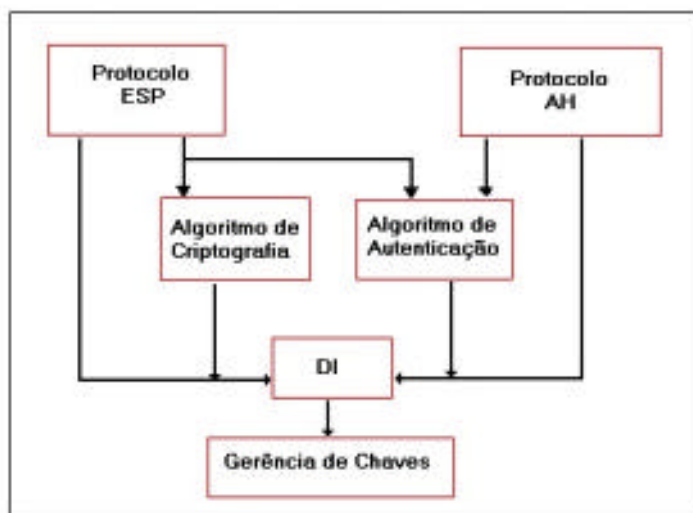 Protocolo
ESP
Protocolo
AH
Algoritmo de
Criptografia
Algoritmo de
Autenticação
DI
Gerência de Chaves